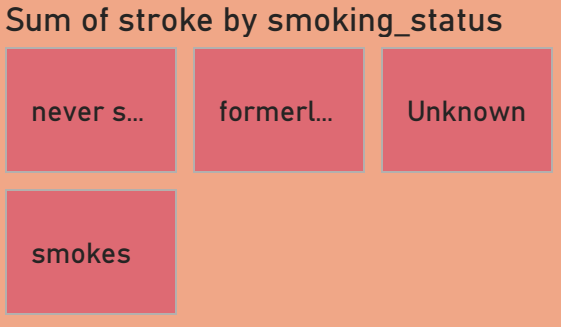 Sum of stroke by smoking_status
never s...
formerl...
Unknown
smokes